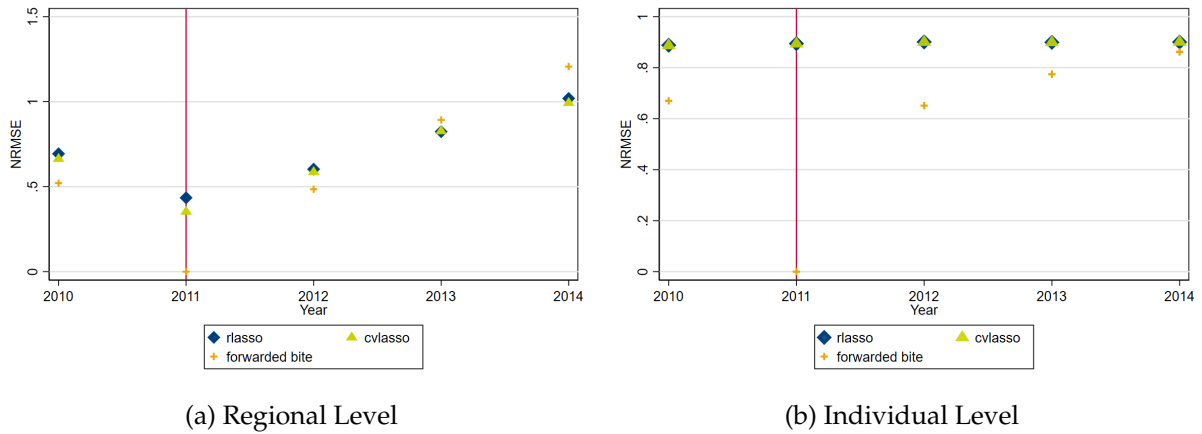 NRMSE
1.5
1
.5
0
2010 2011 2012 2013 2014
Year
rlasso cvlasso
forwarded bite
(a) Regional Level
NRMSE
1
.8
.6
.4
.2
0
2010 2011 2012 2013 2014
Year
rlasso cvlasso
forwarded bite
(b) Individual Level